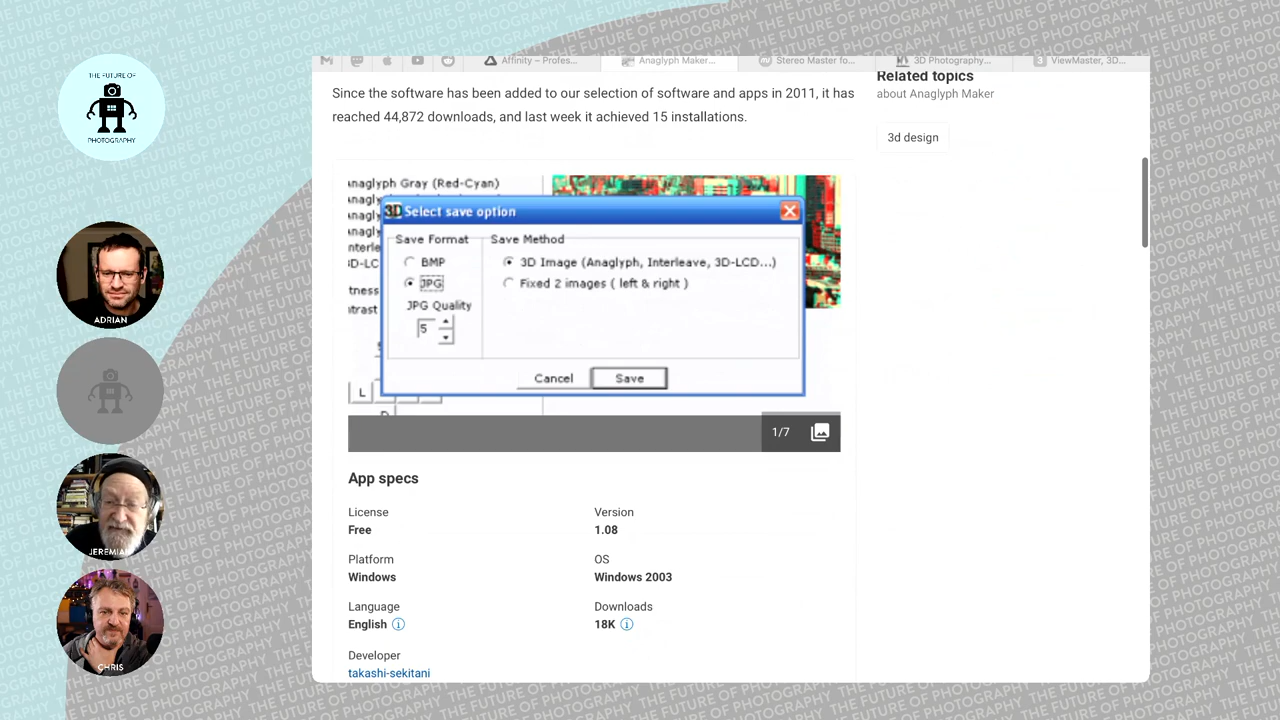 THE FUTURE OF
PHOTOGRAPHY
ADRIAN
JEREMIAH
CHRIS
Affinity – Profes...
Anaglyph Maker...
Stereo Master fo...
3D Photography...
ViewMaster, 3D...
Since the software has been added to our selection of software and apps in 2011, it has
reached 44,872 downloads, and last week it achieved 15 installations.
Related topics
about Anaglyph Maker
3d design
Anaglyph Gray (Red-Cyan)
3D Select save option
Save Format
BMP
JPG
JPG Quality
5
Save Method
3D Image (Anaglyph, Interleave, 3D-LCD...)
Fixed 2 images ( left & right )
Cancel
Save
L
1/7
App specs
License
Free
Version
1.08
Platform
Windows
OS
Windows 2003
Language
English
Downloads
18K
Developer
takashi-sekitani